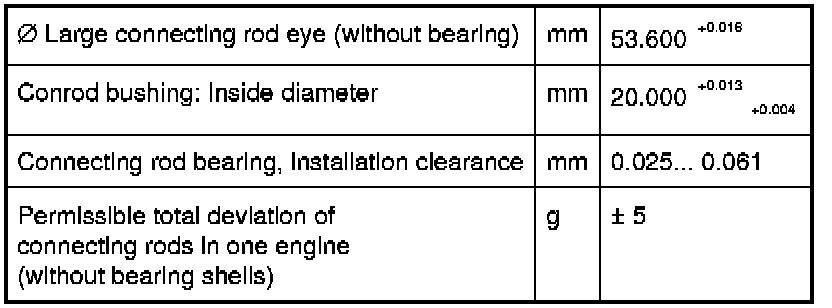 Ø Large connecting rod eye (without bearing) mm 53.600 +0.016
Conrod bushing: Inside diameter mm 20.000 +0.013
+0.004
Connecting rod bearing, Installation clearance mm 0.025... 0.061
Permissible total deviation of g ± 5
connecting rods in one engine
(without bearing shells)